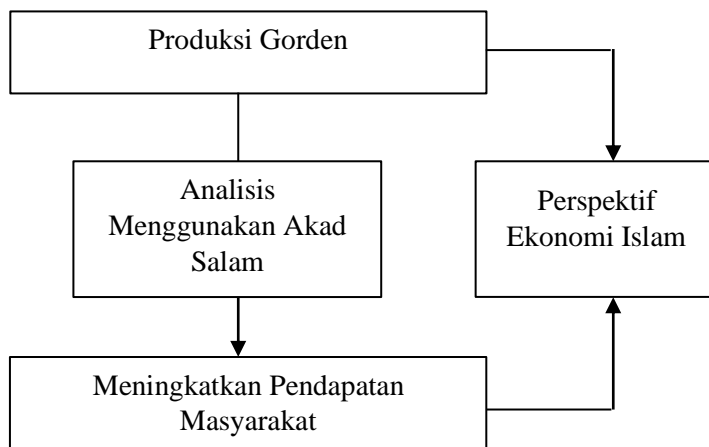 Produksi Gorden
Analisis
Menggunakan Akad
Salam
Perspektif
Ekonomi Islam
Meningkatkan Pendapatan
Masyarakat